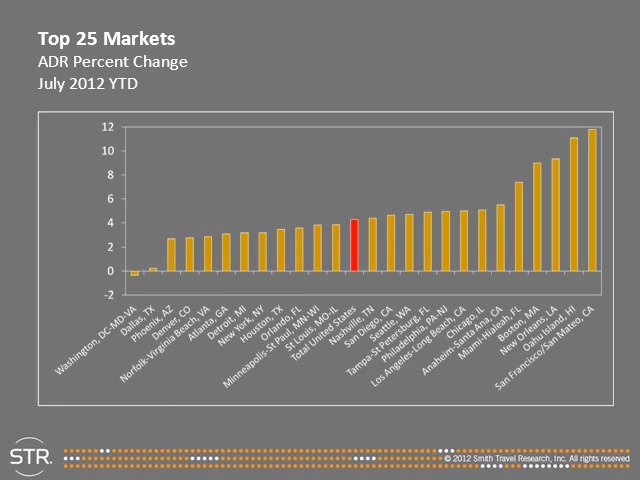 Top 25 Markets
ADR Percent Change
July 2012 YTD
12
10
8
6
4
2
0
-2
Washington, DC-MD-VA
Dallas, TX
Phoenix, AZ
Denver, CO
Norfolk-Virginia Beach, VA
Atlanta, GA
Detroit, MI
New York, NY
Houston, TX
Orlando, FL
Minneapolis-St Paul, MN-WI
St Louis, MO-IL
Total United States
Nashville, TN
San Diego, CA
Seattle, WA
Tampa-St Petersburg, FL
Philadelphia, PA-NJ
Los Angeles-Long Beach, CA
Chicago, IL
Anaheim-Santa Ana, CA
Miami-Hialeah, FL
Boston, MA
New Orleans, LA
Oahu Island, HI
San Francisco/San Mateo, CA
STR.
© 2012 Smith Travel Research, Inc. All rights reserved